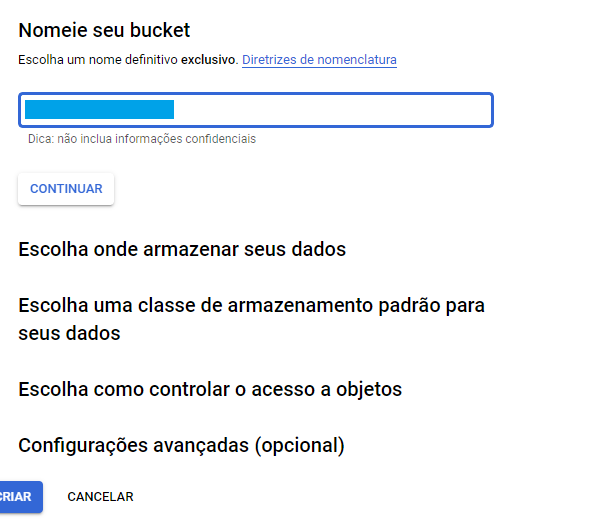 Nomeie seu bucket
Escolha um nome definitivo exclusivo. Diretrizes de nomenclatura
Dica: não inclua informações confidenciais
CONTINUAR
Escolha onde armazenar seus dados
Escolha uma classe de armazenamento padrão para
seus dados
Escolha como controlar o acesso a objetos
Configurações avançadas (opcional)
CRIAR CANCELAR